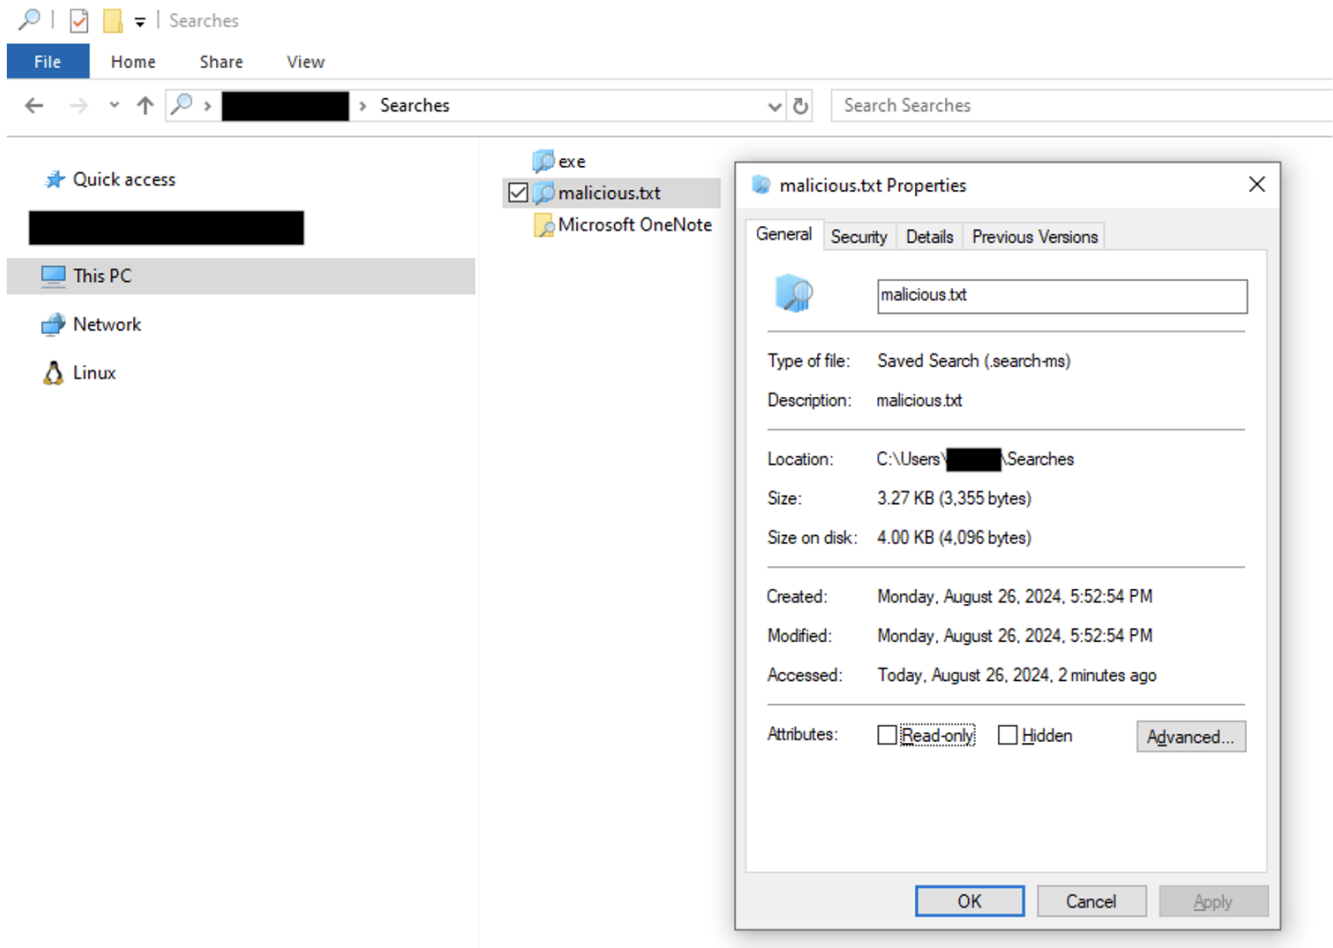 Searches
File Home Share View
Searches
Search Searches
Quick access
This PC
Network
Linux
exe
malicious.txt
Microsoft OneNote
malicious.txt Properties
General Security Details Previous Versions
malicious.txt
Type of file: Saved Search (.search-ms)
Description: malicious.txt
Location: C:\Users\ \Searches
Size: 3.27 KB (3,355 bytes)
Size on disk: 4.00 KB (4,096 bytes)
Created: Monday, August 26, 2024, 5:52:54 PM
Modified: Monday, August 26, 2024, 5:52:54 PM
Accessed: Today, August 26, 2024, 2 minutes ago
Attributes: Read-only Hidden Advanced...
OK Cancel Apply